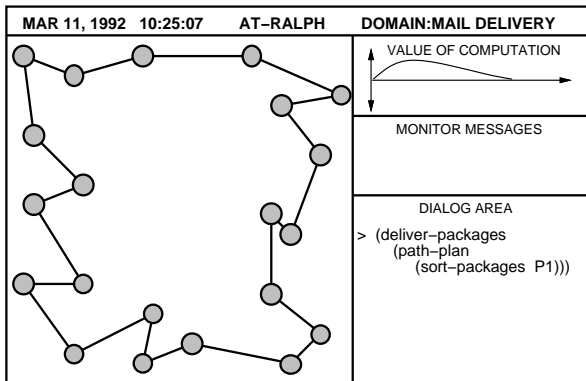 MAR 11, 1992 10:25:07 AT–RALPH DOMAIN:MAIL DELIVERY
VALUE OF COMPUTATION
MONITOR MESSAGES
DIALOG AREA
> (deliver–packages
(path–plan
(sort–packages P1)))